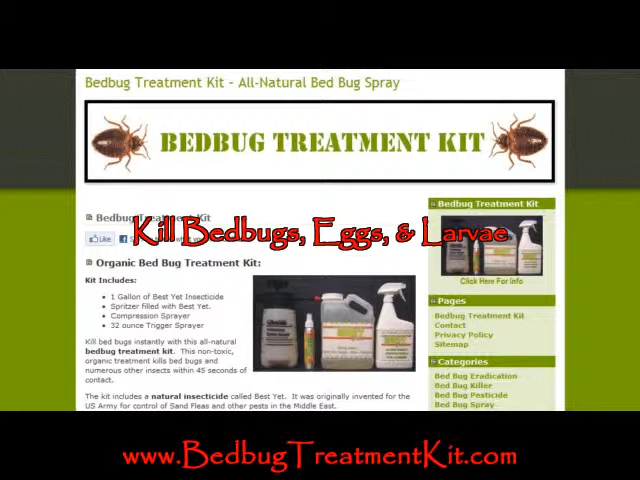 Bedbug Treatment Kit – All-Natural Bed Bug Spray
BEDBUG TREATMENT KIT
Bedbug Treatment Kit
Bedbug Treatment Kit
Kill Bedbugs, Eggs, & Larvae
Like
Click Here For Info
Organic Bed Bug Treatment Kit:
Kit Includes:
1 Gallon of Best Yet Insecticide
Spritzer filled with Best Yet.
Compression Sprayer
32 ounce Trigger Sprayer
Kill bed bugs instantly with this all-natural
bedbug treatment kit. This non-toxic,
organic treatment kills bed bugs and
numerous other insects within 45 seconds of
contact.
The kit includes a natural insecticide called Best Yet. It was originally invented for the
US Army for control of Sand Fleas and other pests in the Middle East.
Pages
Bedbug Treatment Kit
Contact
Privacy Policy
Sitemap
Categories
Bed Bug Eradication
Bed Bug Killer
Bed Bug Pesticide
Bed Bug Spray
www.BedbugTreatmentKit.com